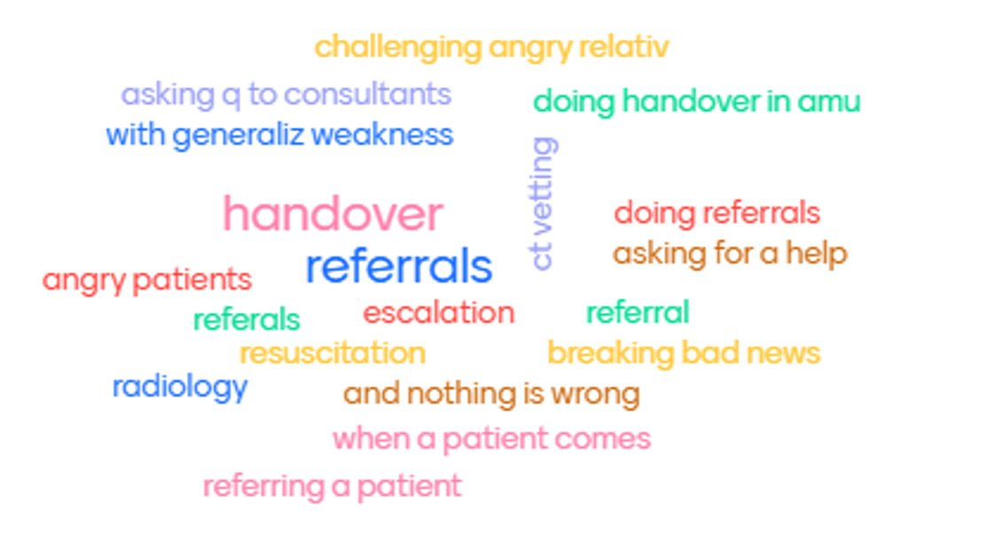 challenging angry relativ
asking q to consultants
doing handover in amu
with generaliz weakness
ct vetting
handover
doing referrals
asking for a help
referrals
angry patients
referals
escalation
referral
resuscitation
breaking bad news
radiology
and nothing is wrong
when a patient comes
referring a patient